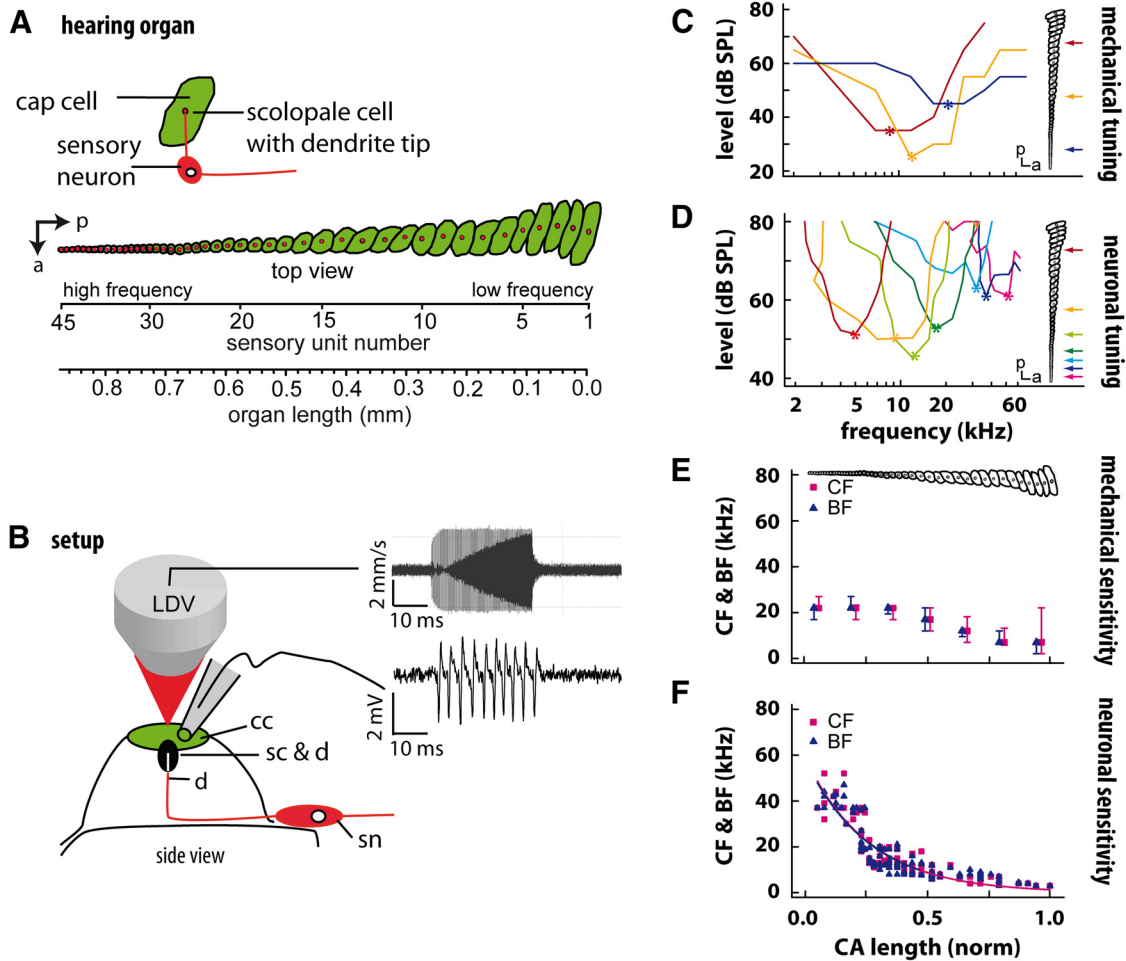 A hearing organ
cap cell
scolopale cell
with dendrite tip
sensory
neuron
p
a
top view
high frequency
low frequency
45 30 20 15 10 5 1
sensory unit number
0.8 0.7 0.6 0.5 0.4 0.3 0.2 0.1 0.0
organ length (mm)
B setup
LDV
2 mm/s
10 ms
2 mV
10 ms
cc
sc & d
d
sn
side view
C
level (dB SPL)
80
60
40
20
p
a
mechanical tuning
D
level (dB SPL)
80
60
40
p
a
neuronal tuning
2 5 10 20 60
frequency (kHz)
E
CF & BF (kHz)
80
60
40
20
0
CF
BF
mechanical sensitivity
F
CF & BF (kHz)
80
60
40
20
0
CF
BF
neuronal sensitivity
0.0 0.5 1.0
CA length (norm)